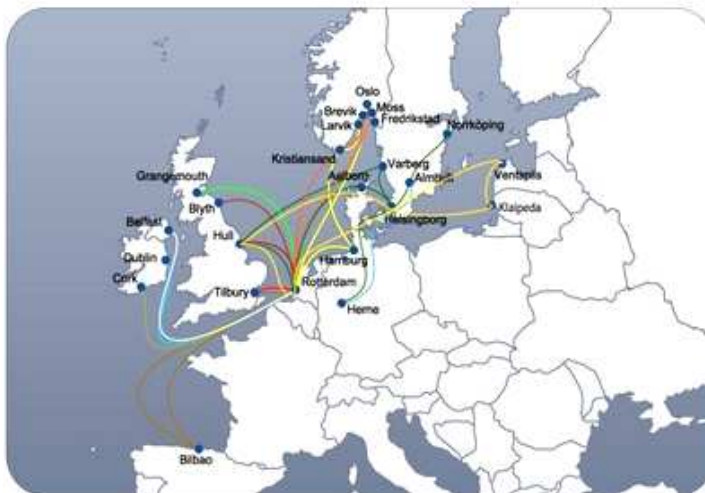 Oslo
Brevik
Moss
Larvik
Fredrikstad
Norrköping
Kristiansand
Varberg
Ventspils
Aalborg
Älmhult
Grangemouth
Blyth
Klaipeda
Belfast
Helsingborg
Hull
Dublin
Hamburg
Cork
Rotterdam
Tilbury
Herne
Bilbao